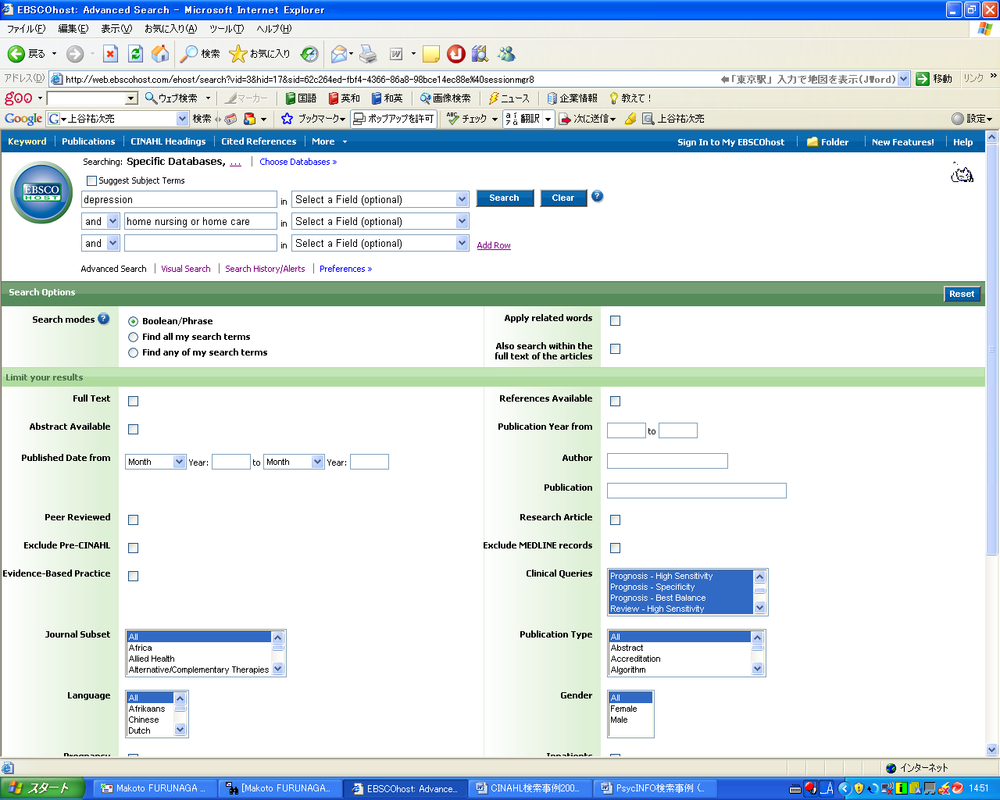 EBSCOhost: Advanced Search - Microsoft Internet Explorer
ファイル(F) 編集(E) 表示(V) お気に入り(A) ツール(T) ヘルプ(H)
戻る 検索 お気に入り
アドレス(D) http://web.ebscohost.com/ehost/search?vid=3&hid=17&sid=62c264ed-fbf4-4366-86a8-98bce14ec88e%40sessionmgr8 「東京駅」入力で地図を表示(JWord) 移動 リンク »
goo ウェブ検索 マーカー 国語 英和 和英 画像検索 ニュース 企業情報 教えて！
Google G 上谷祐次亮 検索 ブックマーク ポップアップを許可 チェック 翻訳 次に送信 上谷祐次亮 設定
Keyword Publications CINAHL Headings Cited References More Sign In to My EBSCOhost Folder New Features! Help
EBSCO HOST
Searching: Specific Databases, ... Choose Databases »
Suggest Subject Terms
depression in Select a Field (optional) Search Clear ?
and home nursing or home care in Select a Field (optional)
and in Select a Field (optional) Add Row
Advanced Search Visual Search Search History/Alerts Preferences »
Search Options Reset
Search modes ? Boolean/Phrase
Find all my search terms
Find any of my search terms
Apply related words
Also search within the
full text of the articles
Limit your results
Full Text References Available
Abstract Available Publication Year from to
Published Date from Month Year: to Month Year: Author
Publication
Peer Reviewed Research Article
Exclude Pre-CINAHL Exclude MEDLINE records
Evidence-Based Practice Clinical Queries
Prognosis - High Sensitivity
Prognosis - Specificity
Prognosis - Best Balance
Review - High Sensitivity
Journal Subset
All
Africa
Allied Health
Alternative/Complementary Therapies
Publication Type
All
Abstract
Accreditation
Algorithm
Language
All
Afrikaans
Chinese
Dutch
Gender
All
Female
Male
Pregnancy Inpatients
インターネット
スタート Makoto FURUNAGA ... [Makoto FURUNAGA... EBSCOhost: Advance... CINAHL検索事例200... PsycINFO検索事例 (... A 14:51